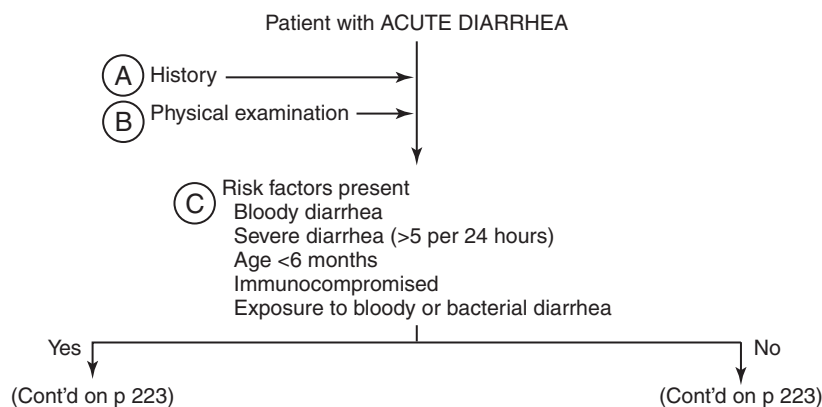 Patient with ACUTE DIARRHEA
A History
B Physical examination
C Risk factors present
Bloody diarrhea
Severe diarrhea (>5 per 24 hours)
Age <6 months
Immunocompromised
Exposure to bloody or bacterial diarrhea
Yes No
(Cont'd on p 223) (Cont'd on p 223)